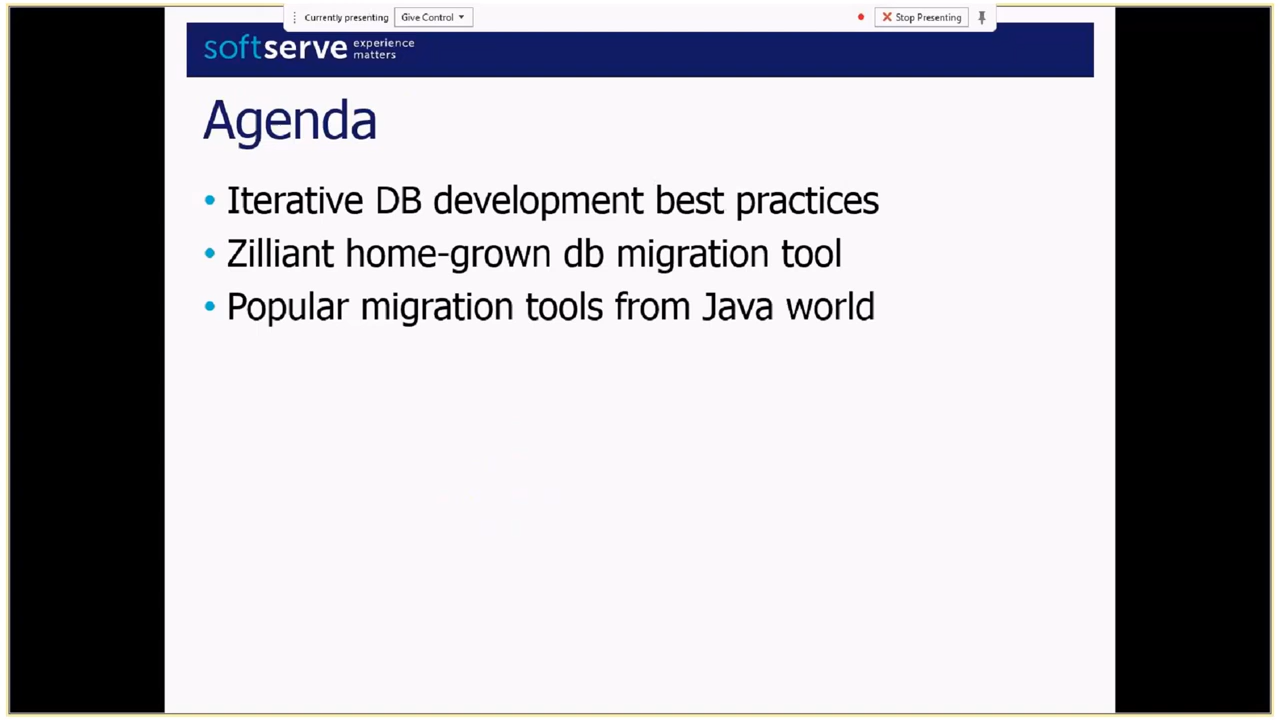 Currently presenting Give Control Stop Presenting
softserve experience
matters
Agenda
• Iterative DB development best practices
• Zilliant home-grown db migration tool
• Popular migration tools from Java world